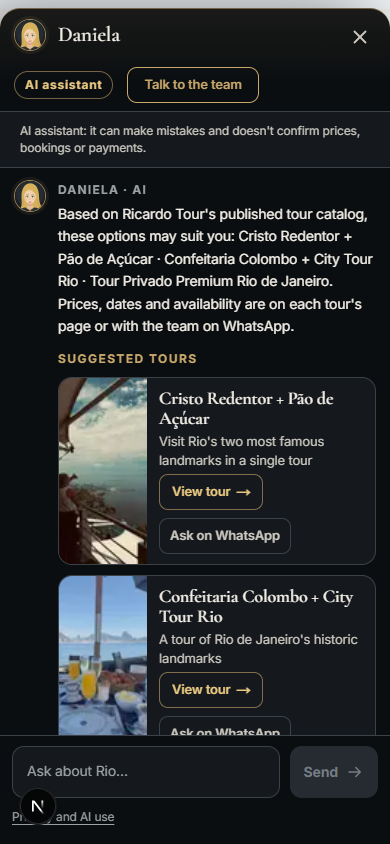 Daniela
AI assistant
Talk to the team
AI assistant: it can make mistakes and doesn't confirm prices,
bookings or payments.
DANIELA · AI
Based on Ricardo Tour's published tour catalog,
these options may suit you: Cristo Redentor +
Pão de Açúcar · Confeitaria Colombo + City Tour
Rio · Tour Privado Premium Rio de Janeiro.
Prices, dates and availability are on each tour's
page or with the team on WhatsApp.
SUGGESTED TOURS
Cristo Redentor + Pão de
Açúcar
Visit Rio's two most famous
landmarks in a single tour
View tour →
Ask on WhatsApp
Confeitaria Colombo + City
Tour Rio
A tour of Rio de Janeiro's historic
landmarks
View tour →
Ask on WhatsApp
Ask about Rio...
Send →
N
and AI use